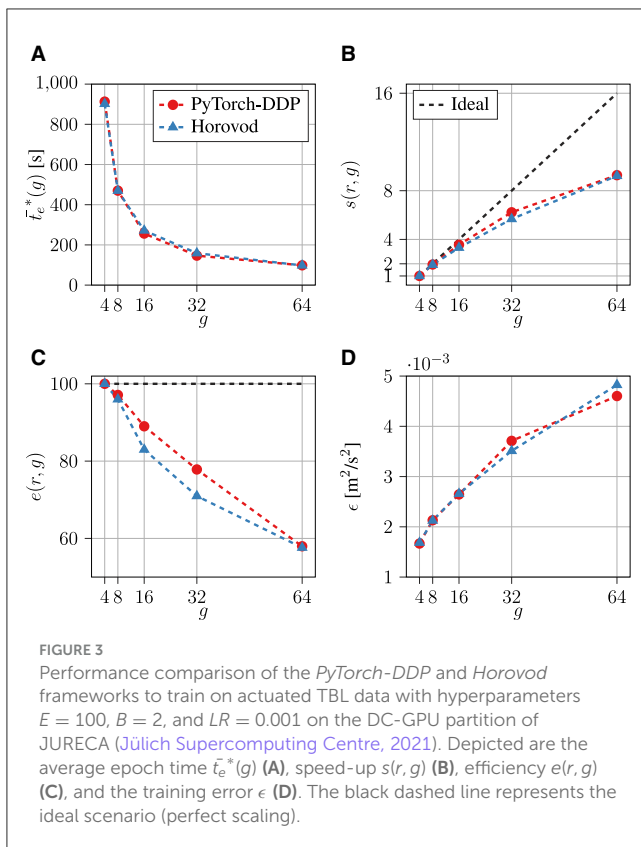 A
1,000
800
600
400
200
0
t̄ₑ*(g) [s]
PyTorch-DDP
Horovod
4 8 16 32 64
g
B
16
8
4
2
1
s(r, g)
Ideal
4 8 16 32 64
g
C
100
80
60
e(r, g)
4 8 16 32 64
g
D
·10⁻³
5
4
3
2
1
ϵ [m²/s²]
4 8 16 32 64
g
FIGURE 3
Performance comparison of the PyTorch-DDP and Horovod
frameworks to train on actuated TBL data with hyperparameters
E = 100, B = 2, and LR = 0.001 on the DC-GPU partition of
JURECA (Jülich Supercomputing Centre, 2021). Depicted are the
average epoch time t̄ₑ*(g) (A), speed-up s(r, g) (B), efficiency e(r, g)
(C), and the training error ϵ (D). The black dashed line represents the
ideal scenario (perfect scaling).